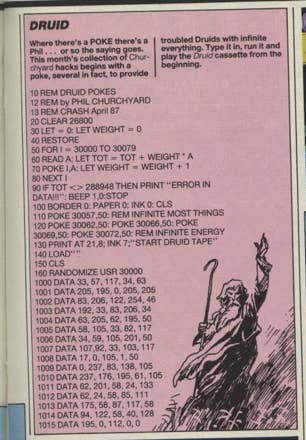 DRUID
Where there's a POKE there's a
Phil . . . or so the saying goes.
This month's collection of Chur-
chyard hacks begins with a
poke, several in fact, to provide
troubled Druids with infinite
everything. Type it in, run it and
play the Druid cassette from the
beginning.
10 REM DRUID POKES
12 REM by PHIL CHURCHYARD
13 REM CRASH April 87
20 CLEAR 26800
30 LET = 0: LET WEIGHT = 0
40 RESTORE
50 FOR I = 30000 TO 30079
60 READ A: LET TOT = TOT + WEIGHT * A
70 POKE I,A: LET WEIGHT = WEIGHT + 1
80 NEXT I
90 IF TOT <> 288948 THEN PRINT "ERROR IN
DATA!!!": BEEP 1,0:STOP
100 BORDER 0: PAPER 0: INK 0: CLS
110 POKE 30057,50: REM INFINITE MOST THINGS
120 POKE 30062,50: POKE 30066,50: POKE
30069,50: POKE 30072,50: REM INFINITE ENERGY
130 PRINT AT 21,8; INK 7;"START DRUID TAPE"
140 LOAD""
150 CLS
160 RANDOMIZE USR 30000
1000 DATA 33, 57, 117, 34, 63
1001 DATA 205, 195, 0, 205, 205
1002 DATA 83, 206, 122, 254, 46
1003 DATA 192, 33, 83, 206, 34
1004 DATA 63, 205, 62, 195, 50
1005 DATA 58, 105, 33, 82, 117
1006 DATA 34, 59, 105, 201, 50
1007 DATA 107,92, 33, 103, 117
1008 DATA 17, 0, 105, 1, 50
1009 DATA 0, 237, 83, 138, 105
1010 DATA 237, 176, 195, 61, 105
1011 DATA 62, 201, 58, 24, 133
1012 DATA 62, 24, 58, 85, 111
1013 DATA 175, 58, 87, 117, 58
1014 DATA 94, 122, 58, 40, 128
1015 DATA 195, 0, 112, 0, 0